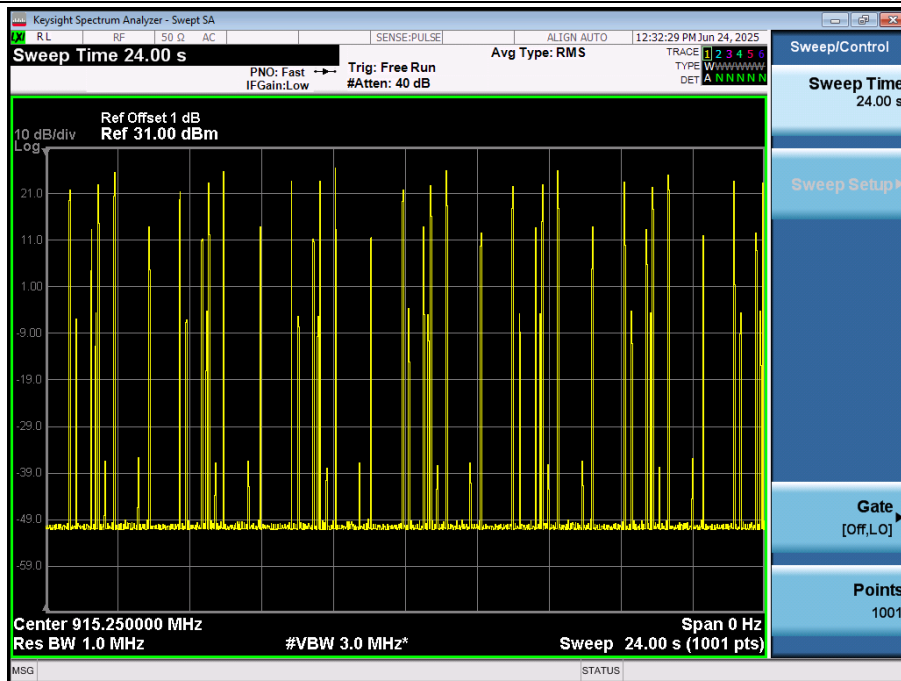 Keysight Spectrum Analyzer - Swept SA
LXI RL RF 50 Ω AC SENSE:PULSE ALIGN AUTO 12:32:29 PM Jun 24, 2025
Sweep Time 24.00 s
PNO: Fast
IFGain:Low
Trig: Free Run
#Atten: 40 dB
Avg Type: RMS
TRACE 1 2 3 4 5 6
TYPE WWWWWW
DET A N N N N N
Sweep/Control
Sweep Time
24.00 s
Sweep Setup
Gate
[Off,LO]
Points
1001
Ref Offset 1 dB
10 dB/div Ref 31.00 dBm
Log
21.0
11.0
1.00
-9.00
-19.0
-29.0
-39.0
-49.0
-59.0
Center 915.250000 MHz Span 0 Hz
Res BW 1.0 MHz #VBW 3.0 MHz* Sweep 24.00 s (1001 pts)
MSG STATUS